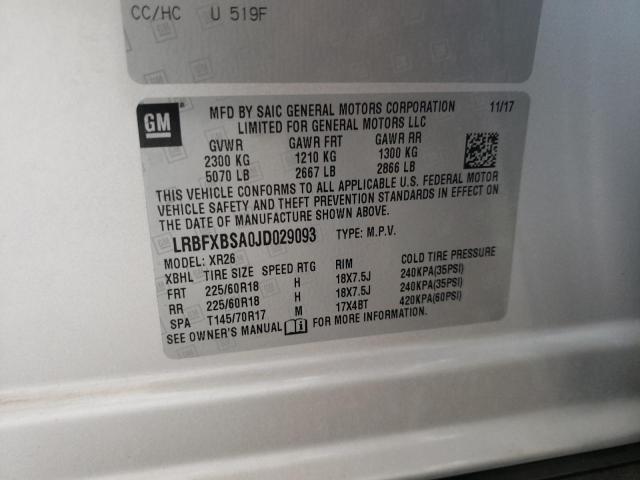 CC/HC U 519F
GM
MFD BY SAIC GENERAL MOTORS CORPORATION 11/17
LIMITED FOR GENERAL MOTORS LLC
GVWR GAWR FRT GAWR RR
2300 KG 1210 KG 1300 KG
5070 LB 2667 LB 2866 LB
THIS VEHICLE CONFORMS TO ALL APPLICABLE U.S. FEDERAL MOTOR
VEHICLE SAFETY AND THEFT PREVENTION STANDARDS IN EFFECT ON
THE DATE OF MANUFACTURE SHOWN ABOVE.
LRBFXBSA0JD029093 TYPE: M.P.V.
MODEL: XR26
XBHL TIRE SIZE SPEED RTG RIM COLD TIRE PRESSURE
FRT 225/60R18 H 18X7.5J 240KPA(35PSI)
RR 225/60R18 H 18X7.5J 240KPA(35PSI)
SPA T145/70R17 M 17X4BT 420KPA(60PSI)
SEE OWNER'S MANUAL FOR MORE INFORMATION.